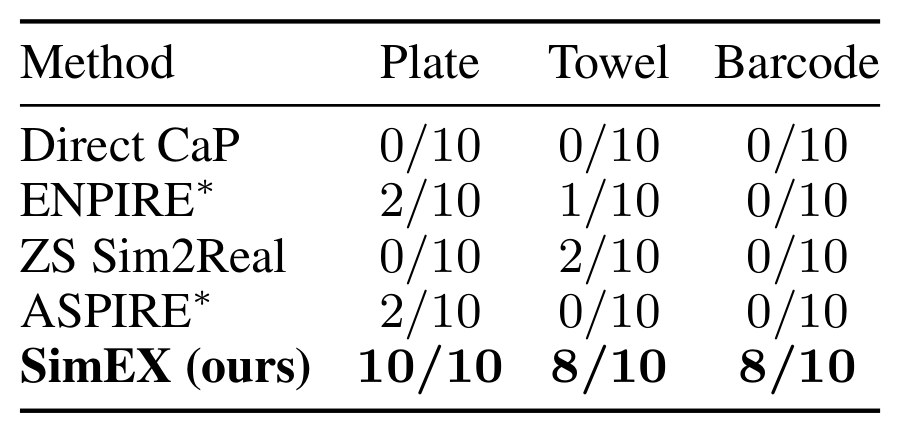 Method Plate Towel Barcode
Direct CaP 0/10 0/10 0/10
ENPIRE* 2/10 1/10 0/10
ZS Sim2Real 0/10 2/10 0/10
ASPIRE* 2/10 0/10 0/10
SimEX (ours) 10/10 8/10 8/10